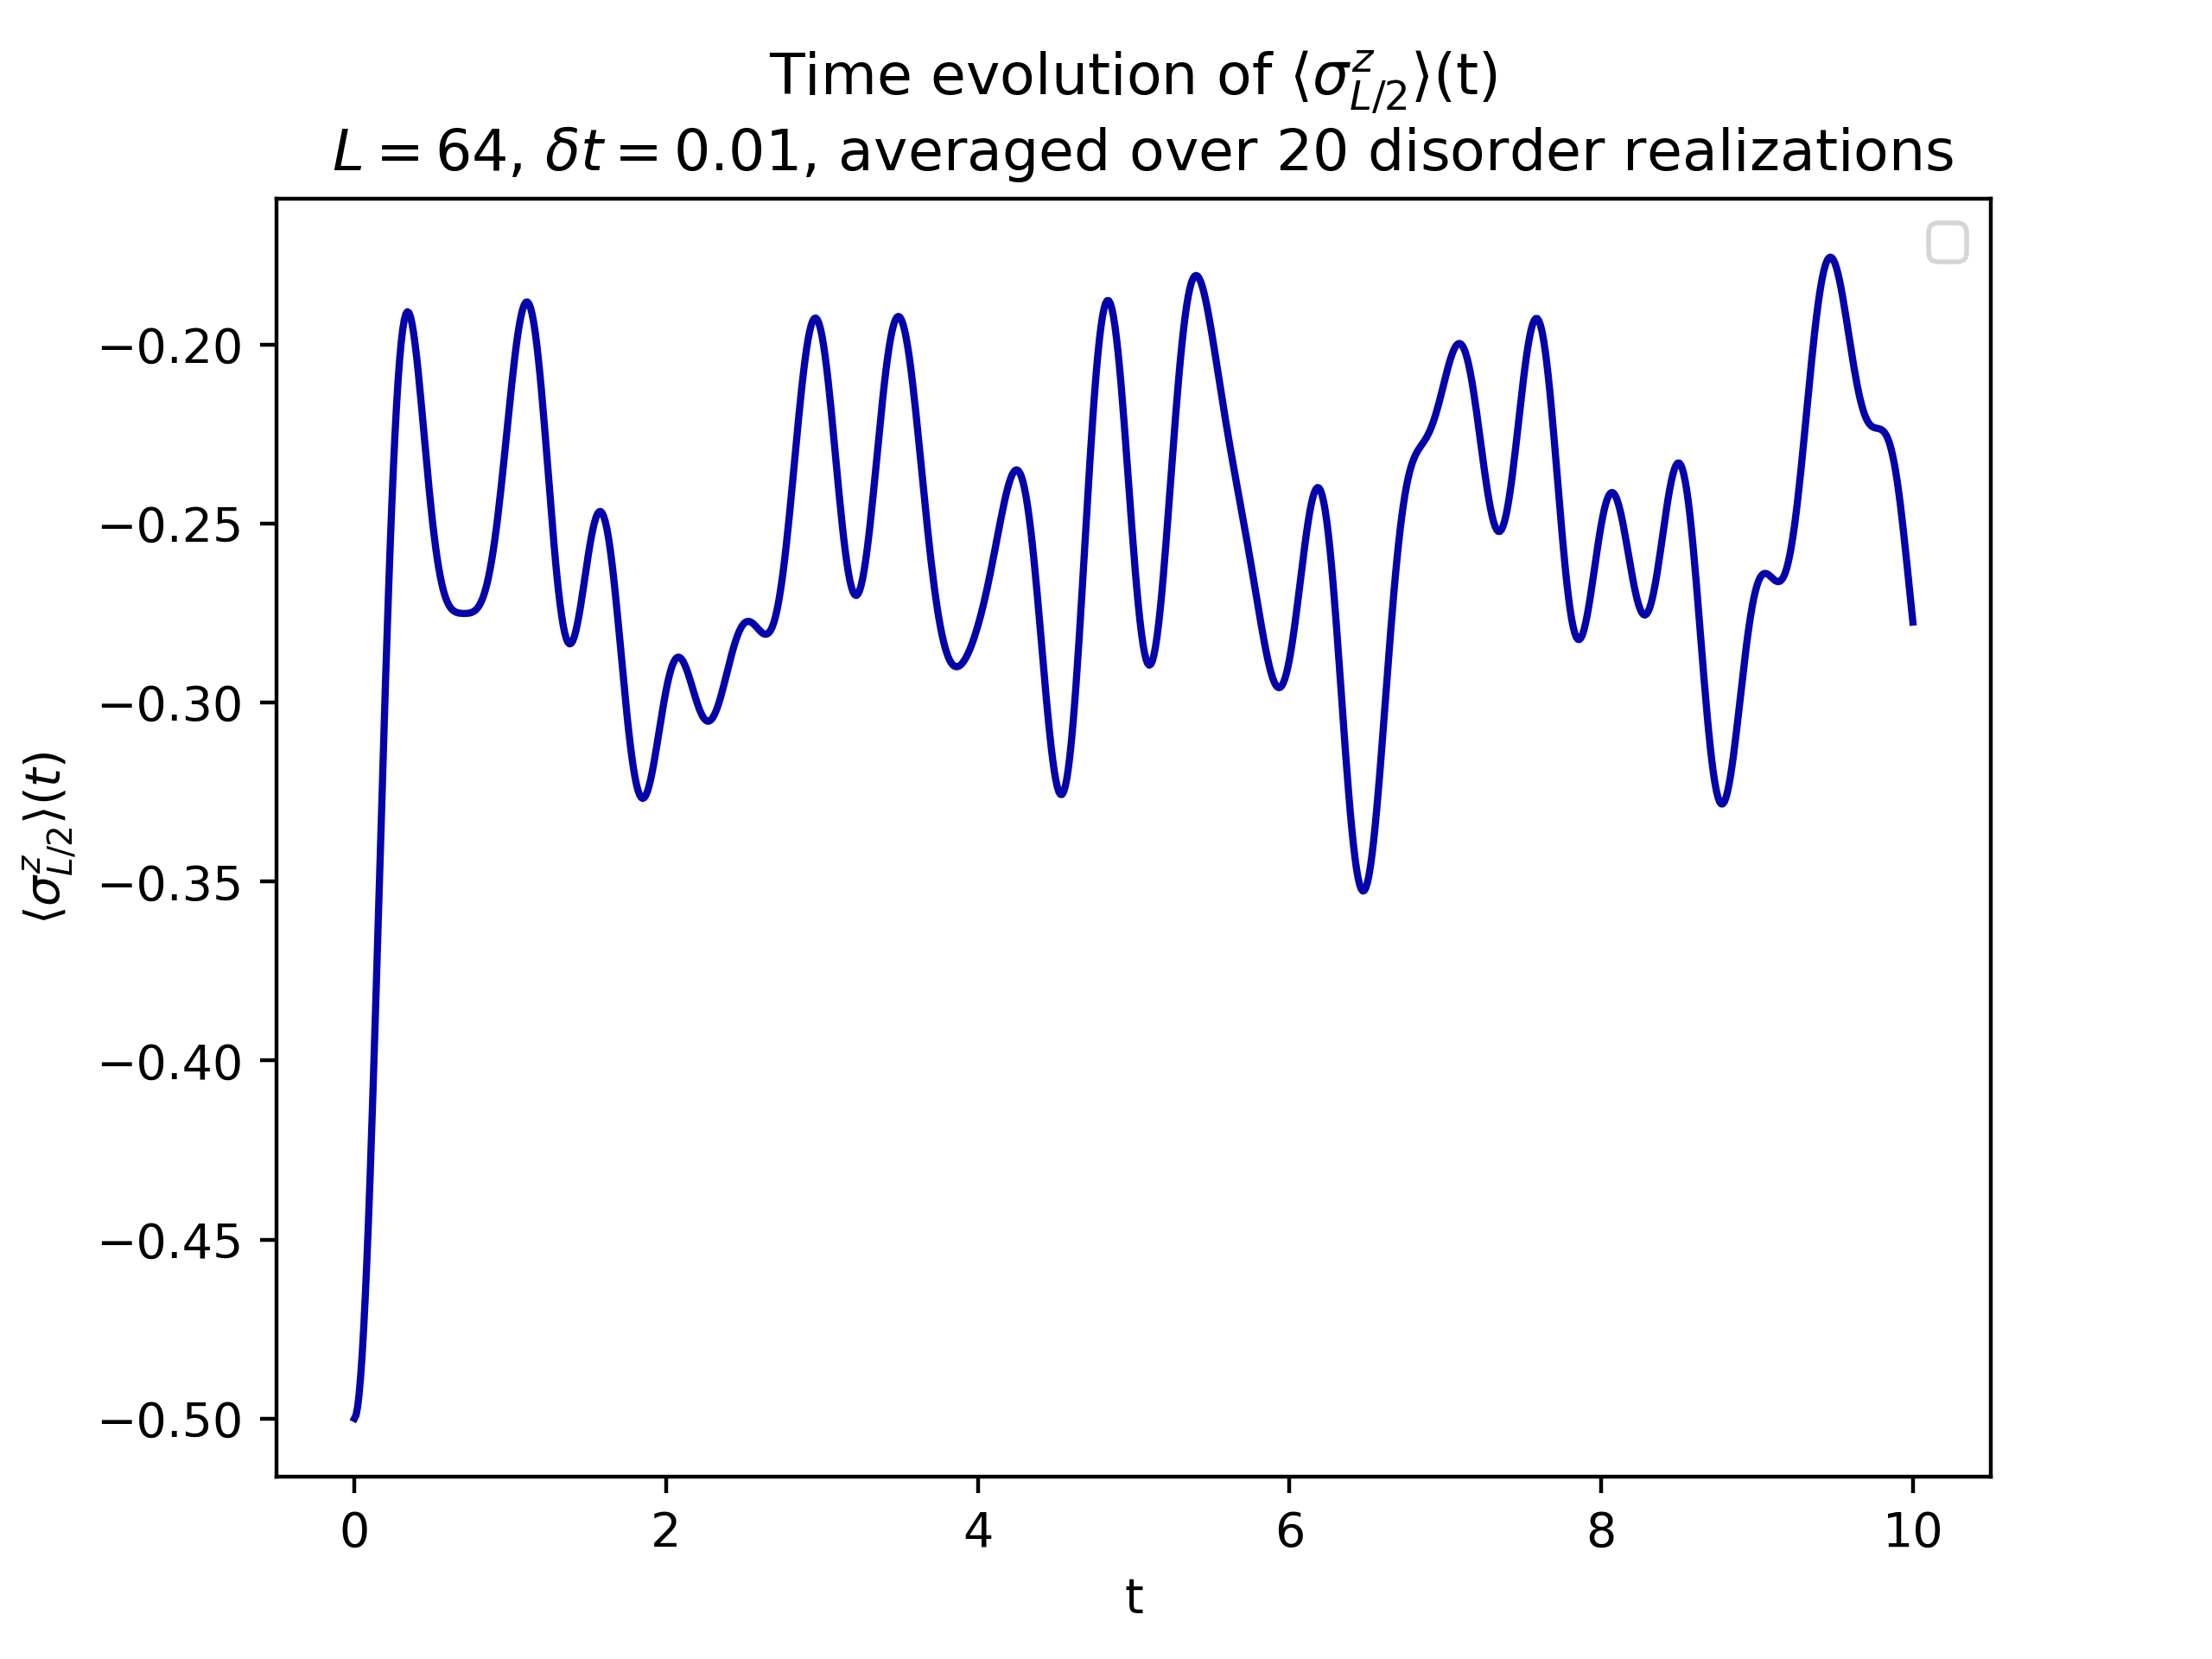 Time evolution of ⟨σ^z_{L/2}⟩(t)
L = 64, δt = 0.01, averaged over 20 disorder realizations
⟨σ^z_{L/2}⟩(t)
−0.20
−0.25
−0.30
−0.35
−0.40
−0.45
−0.50
0 2 4 6 8 10
t